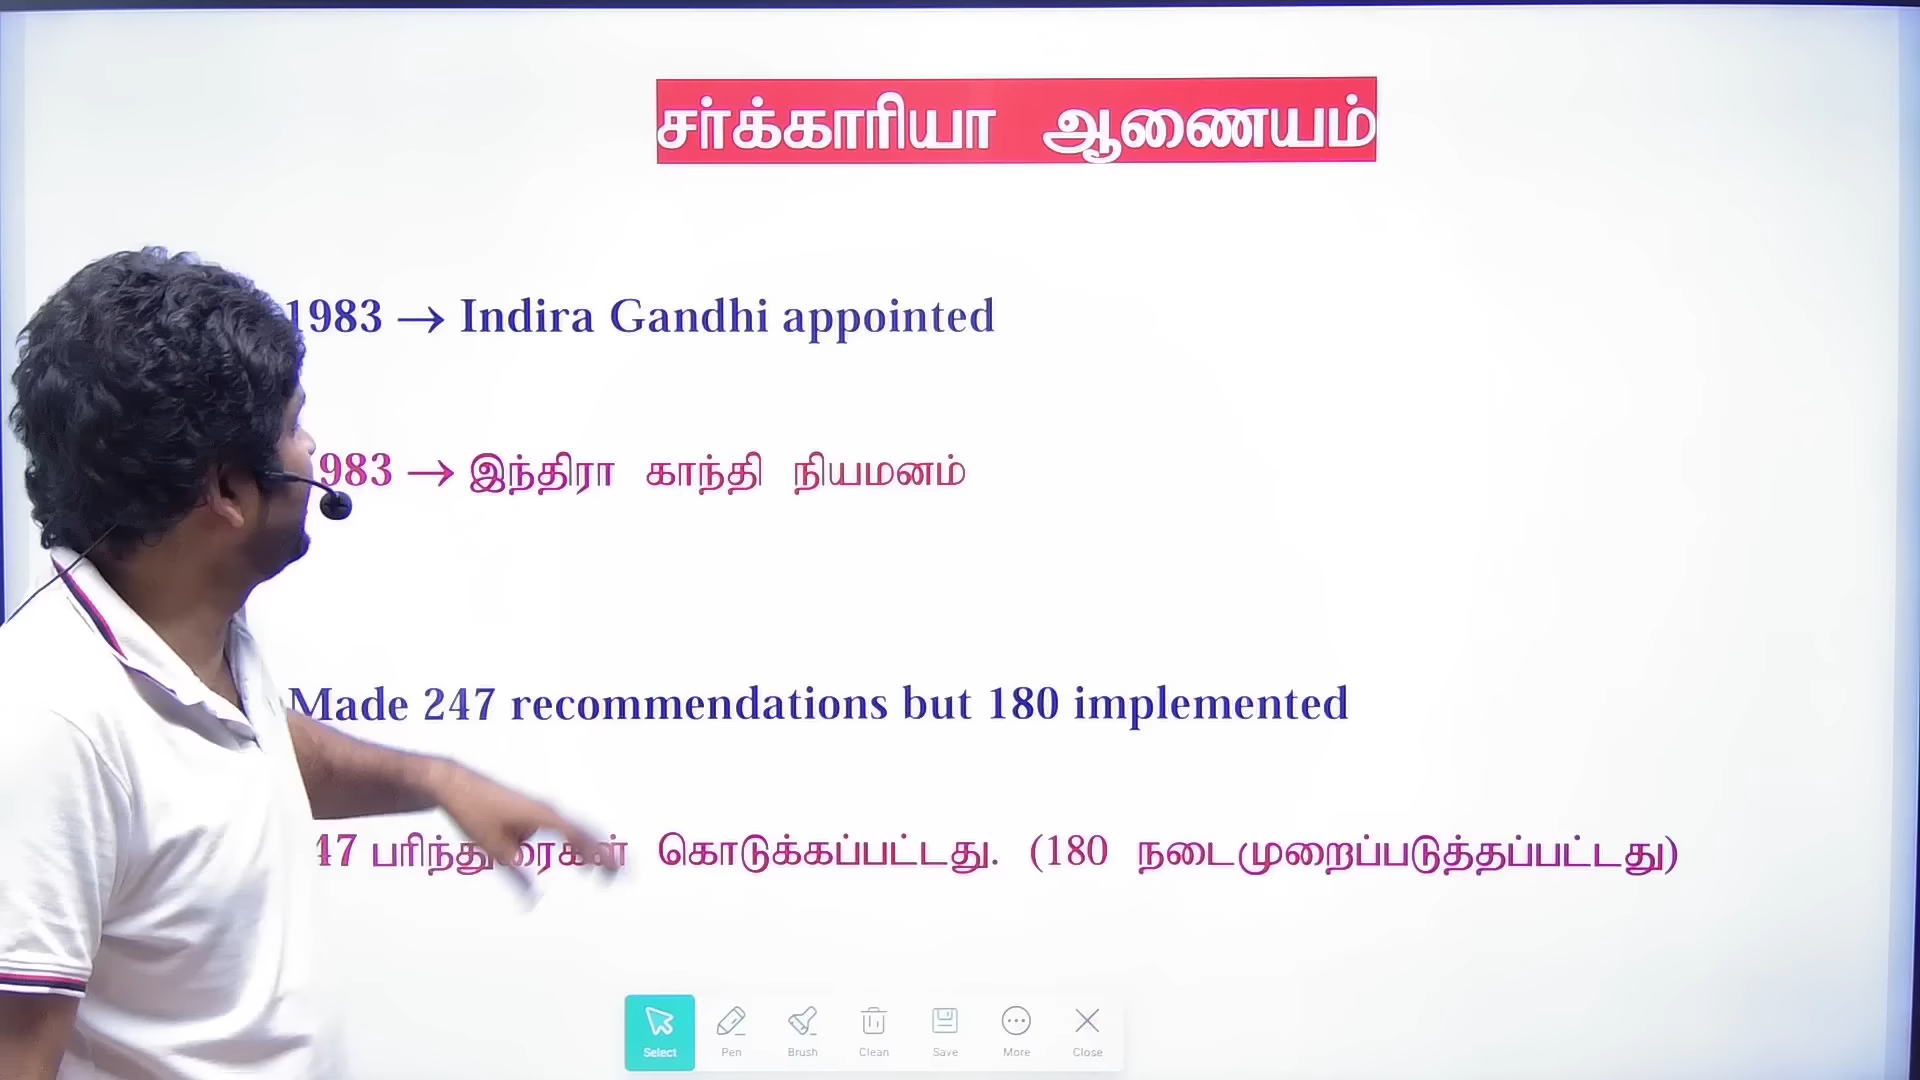 சர்க்காரியா ஆணையம்
1983 → Indira Gandhi appointed
983 → இந்திரா காந்தி நியமனம்
Made 247 recommendations but 180 implemented
47 பரிந்துரைகள் கொடுக்கப்பட்டது. (180 நடைமுறைப்படுத்தப்பட்டது)
Select Pen Brush Clean Save More Close